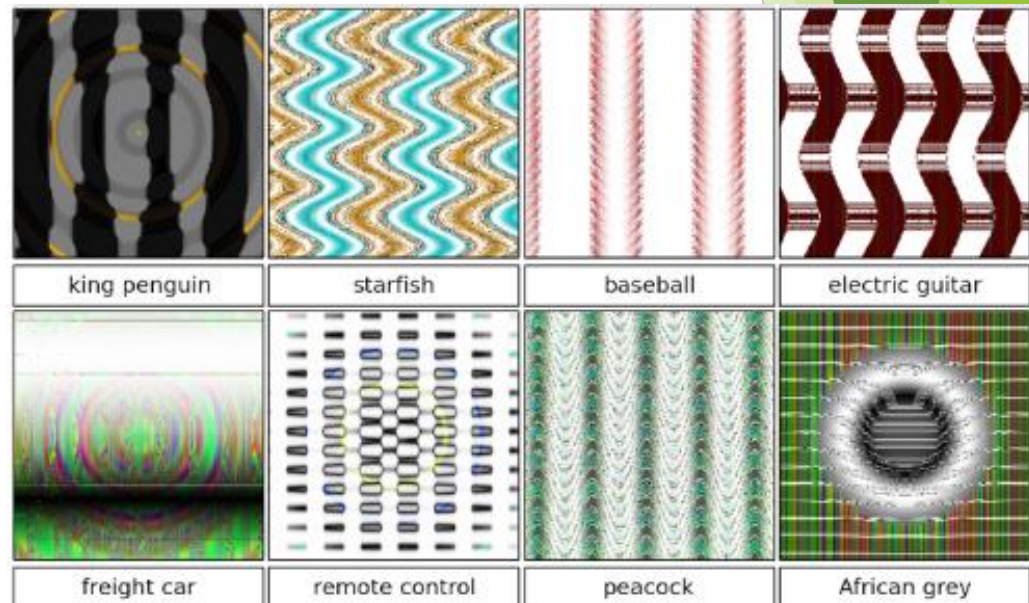 king penguin
starfish
baseball
electric guitar
freight car
remote control
peacock
African grey